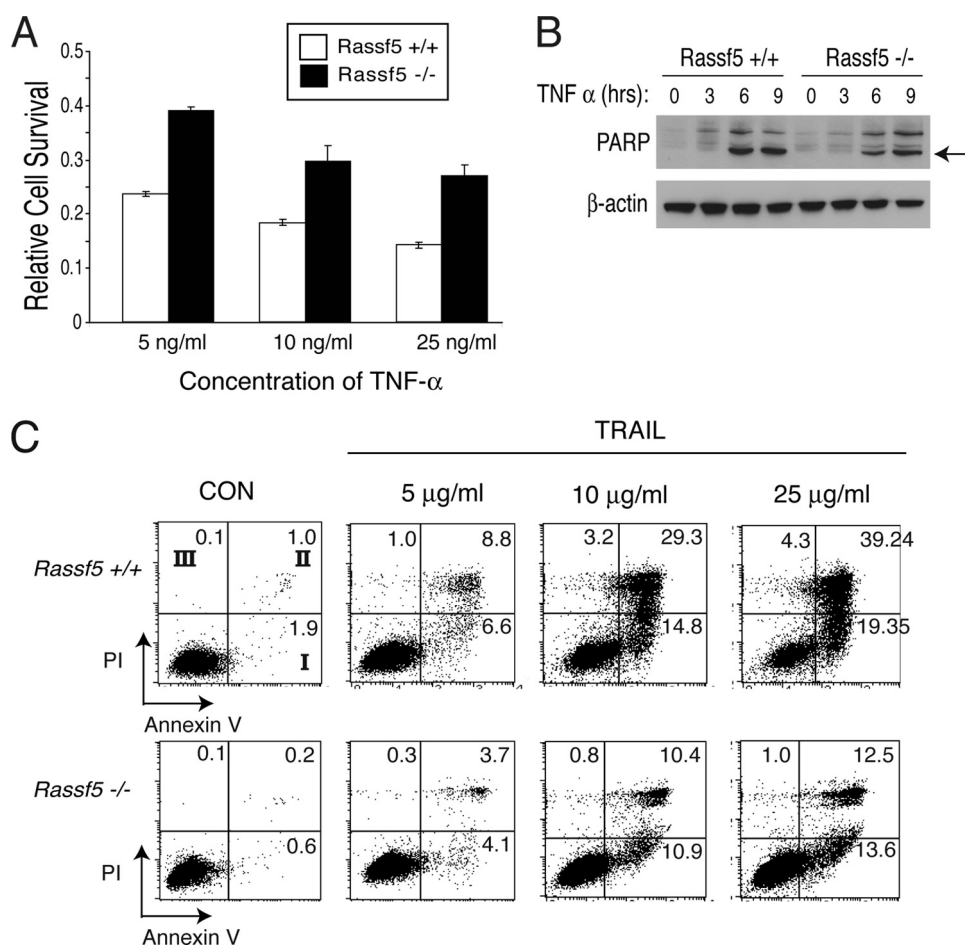 A
Relative Cell Survival
0.5
0.4
0.3
0.2
0.1
0
Rassf5 +/+
Rassf5 -/-
5 ng/ml 10 ng/ml 25 ng/ml
Concentration of TNF-α
B
Rassf5 +/+ Rassf5 -/-
TNF α (hrs): 0 3 6 9 0 3 6 9
PARP
β-actin
C
TRAIL
CON 5 μg/ml 10 μg/ml 25 μg/ml
Rassf5 +/+
0.1 1.0 1.0 8.8 3.2 29.3 4.3 39.24
III II
1.9 6.6 14.8 19.35
I
PI
Annexin V
Rassf5 -/-
0.1 0.2 0.3 3.7 0.8 10.4 1.0 12.5
0.6 4.1 10.9 13.6
PI
Annexin V